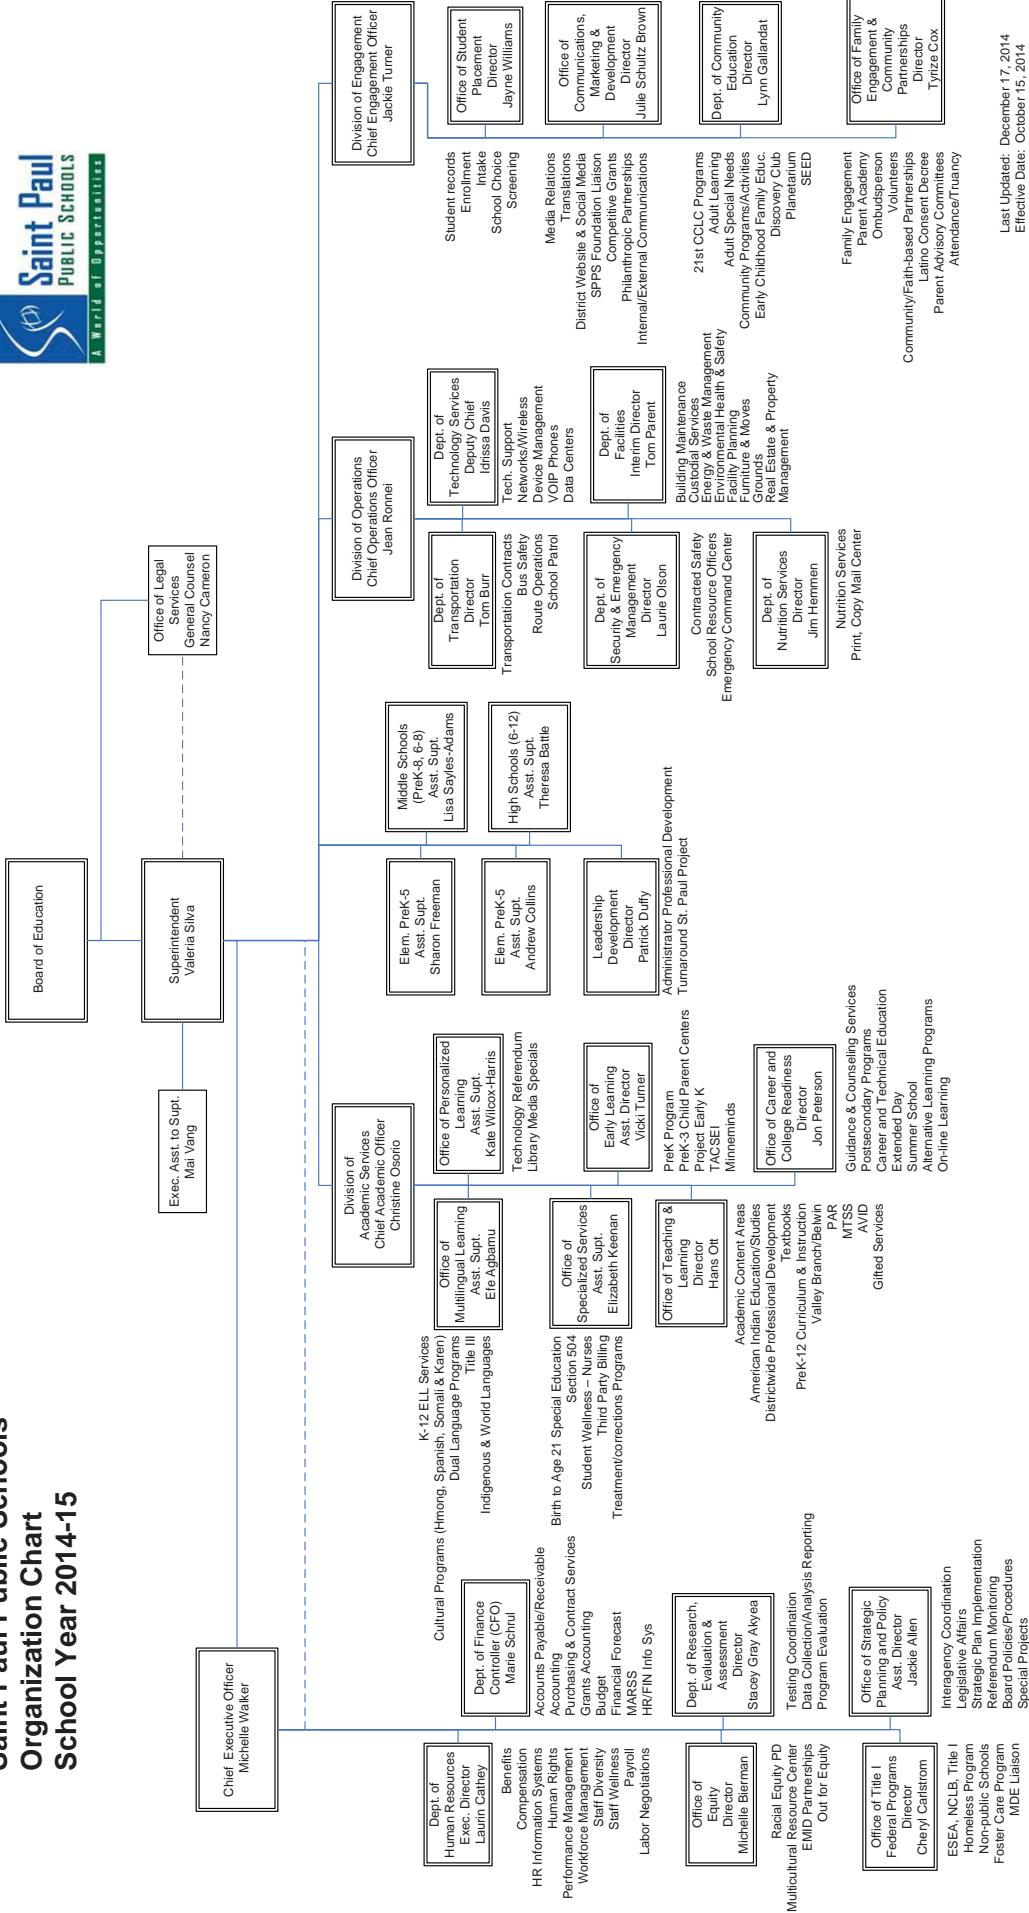 Saint Paul Public Schools
Organization Chart
School Year 2014-15
Saint Paul
PUBLIC SCHOOLS
A World of Opportunities
Board of Education
Superintendent
Valeria Silva
Exec. Asst. to Supt.
Mai Vang
Office of Legal
Services
General Counsel
Nancy Cameron
Chief Executive Officer
Michelle Walker
Dept. of
Human Resources
Exec. Director
Laurin Cathey
Benefits
Compensation
HR Information Systems
Human Rights
Performance Management
Workforce Management
Staff Diversity
Staff Wellness
Payroll
Labor Negotiations
Dept. of Finance
Controller (CFO)
Marie Schrul
Accounts Payable/Receivable
Accounting
Purchasing & Contract Services
Grants Accounting
Budget
Financial Forecast
MARSS
HR/FIN Info Sys
Office of
Equity
Director
Michelle Bierman
Racial Equity PD
Multicultural Resource Center
EMID Partnerships
Out for Equity
Dept. of Research,
Evaluation &
Assessment
Director
Stacey Gray Akyea
Testing Coordination
Data Collection/Analysis Reporting
Program Evaluation
Office of Title I
Federal Programs
Director
Cheryl Carlstrom
ESEA, NCLB, Title I
Homeless Program
Non-public Schools
Foster Care Program
MDE Liaison
Office of Strategic
Planning and Policy
Asst. Director
Jackie Allen
Interagency Coordination
Legislative Affairs
Strategic Plan Implementation
Referendum Monitoring
Board Policies/Procedures
Special Projects
Division of
Academic Services
Chief Academic Officer
Christine Osorio
Office of
Multilingual Learning
Asst. Supt.
Efe Agbamu
K-12 ELL Services
Cultural Programs (Hmong, Spanish, Somali & Karen)
Dual Language Programs
Title III
Indigenous & World Languages
Office of Personalized
Learning
Asst. Supt.
Kate Wilcox-Harris
Technology Referendum
Library Media Specials
Office of
Specialized Services
Asst. Supt.
Elizabeth Keenan
Birth to Age 21 Special Education
Section 504
Student Wellness – Nurses
Third Party Billing
Treatment/corrections Programs
Office of
Early Learning
Asst. Director
Vicki Turner
PreK Program
PreK-3 Child Parent Centers
Project Early K
TACSEI
Minneminds
Office of Teaching &
Learning
Director
Hans Ott
Academic Content Areas
American Indian Education/Studies
Districtwide Professional Development
Textbooks
PreK-12 Curriculum & Instruction
Valley Branch/Belwin
PAR
MTSS
AVID
Gifted Services
Office of Career and
College Readiness
Director
Jon Peterson
Guidance & Counseling Services
Postsecondary Programs
Career and Technical Education
Extended Day
Summer School
Alternative Learning Programs
On-line Learning
Elem. PreK-5
Asst. Supt.
Sharon Freeman
Middle Schools
(PreK-8, 6-8)
Asst. Supt.
Lisa Sayles-Adams
Elem. PreK-5
Asst. Supt.
Andrew Collins
High Schools (6-12)
Asst. Supt.
Theresa Battle
Leadership
Development
Director
Patrick Duffy
Administrator Professional Development
Turnaround St. Paul Project
Division of Operations
Chief Operations Officer
Jean Ronnei
Dept. of
Transportation
Director
Tom Burr
Transportation Contracts
Bus Safety
Route Operations
School Patrol
Dept. of
Technology Services
Deputy Chief
Idrissa Davis
Tech. Support
Networks/Wireless
Device Management
VOIP Phones
Data Centers
Dept. of
Security & Emergency
Management
Director
Laurie Olson
Contracted Safety
School Resource Officers
Emergency Command Center
Dept. of
Facilities
Interim Director
Tom Parent
Building Maintenance
Custodial Services
Energy & Waste Management
Environmental Health & Safety
Facility Planning
Furniture & Moves
Grounds
Real Estate & Property
Management
Dept. of
Nutrition Services
Director
Jim Hemmen
Nutrition Services
Print, Copy Mail Center
Division of Engagement
Chief Engagement Officer
Jackie Turner
Office of Student
Placement
Director
Jayne Williams
Student records
Enrollment
Intake
School Choice
Screening
Office of
Communications,
Marketing &
Development
Director
Julie Schultz Brown
Media Relations
Translations
District Website & Social Media
SPPS Foundation Liaison
Competitive Grants
Philanthropic Partnerships
Internal/External Communications
Dept. of Community
Education
Director
Lynn Gallandat
21st CCLC Programs
Adult Learning
Adult Special Needs
Community Programs/Activities
Early Childhood Family Educ.
Discovery Club
Planetarium
SEED
Office of Family
Engagement &
Community
Partnerships
Director
Tyrize Cox
Family Engagement
Parent Academy
Ombudsperson
Volunteers
Community/Faith-based Partnerships
Latino Consent Decree
Parent Advisory Committees
Attendance/Truancy
Last Updated: December 17, 2014
Effective Date: October 15, 2014